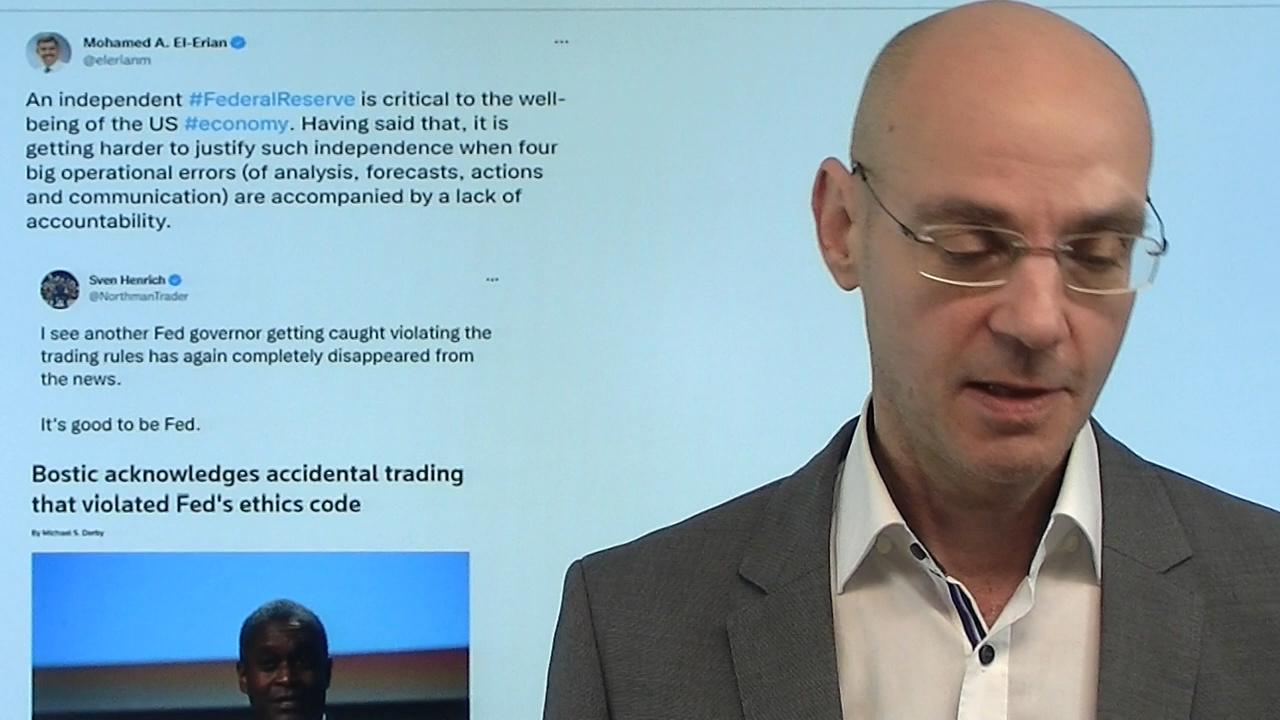 Mohamed A. El-Erian
@elerianm
An independent #FederalReserve is critical to the well-
being of the US #economy. Having said that, it is
getting harder to justify such independence when four
big operational errors (of analysis, forecasts, actions
and communication) are accompanied by a lack of
accountability.
Sven Henrich
@NorthmanTrader
I see another Fed governor getting caught violating the
trading rules has again completely disappeared from
the news.
It's good to be Fed.
Bostic acknowledges accidental trading
that violated Fed's ethics code
By Michael S. Derby